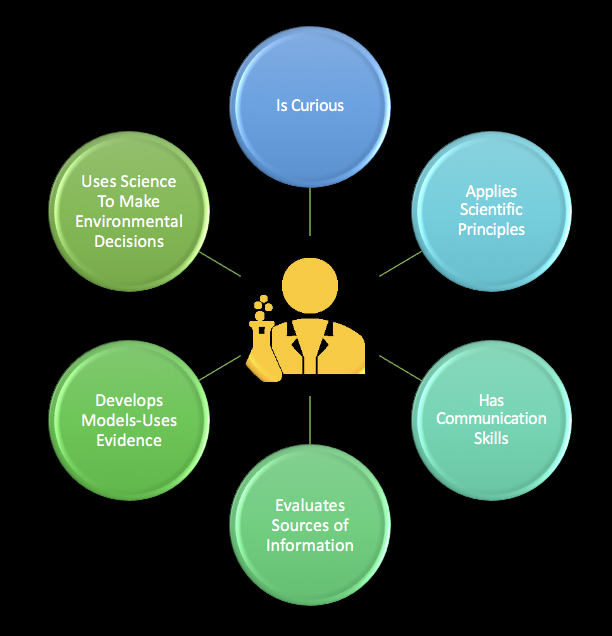 Is Curious
Applies
Scientific
Principles
Has
Communication
Skills
Evaluates
Sources of
Information
Develops
Models-Uses
Evidence
Uses Science
To Make
Environmental
Decisions